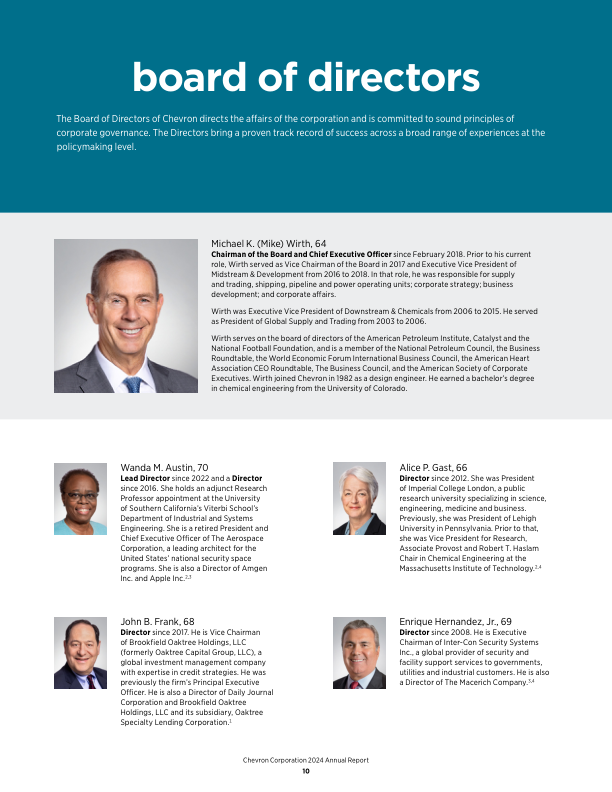 board of directors
The Board of Directors of Chevron directs the affairs of the corporation and is committed to sound principles of
corporate governance. The Directors bring a proven track record of success across a broad range of experiences at the
policymaking level.
Michael K. (Mike) Wirth, 64
Chairman of the Board and Chief Executive Officer since February 2018. Prior to his current
role, Wirth served as Vice Chairman of the Board in 2017 and Executive Vice President of
Midstream & Development from 2016 to 2018. In that role, he was responsible for supply
and trading, shipping, pipeline and power operating units; corporate strategy; business
development; and corporate affairs.
Wirth was Executive Vice President of Downstream & Chemicals from 2006 to 2015. He served
as President of Global Supply and Trading from 2003 to 2006.
Wirth serves on the board of directors of the American Petroleum Institute, Catalyst and the
National Football Foundation, and is a member of the National Petroleum Council, the Business
Roundtable, the World Economic Forum International Business Council, the American Heart
Association CEO Roundtable, The Business Council, and the American Society of Corporate
Executives. Wirth joined Chevron in 1982 as a design engineer. He earned a bachelor's degree
in chemical engineering from the University of Colorado.
Wanda M. Austin, 70
Lead Director since 2022 and a Director
since 2016. She holds an adjunct Research
Professor appointment at the University
of Southern California's Viterbi School's
Department of Industrial and Systems
Engineering. She is a retired President and
Chief Executive Officer of The Aerospace
Corporation, a leading architect for the
United States' national security space
programs. She is also a Director of Amgen
Inc. and Apple Inc.2,3
Alice P. Gast, 66
Director since 2012. She was President
of Imperial College London, a public
research university specializing in science,
engineering, medicine and business.
Previously, she was President of Lehigh
University in Pennsylvania. Prior to that,
she was Vice President for Research,
Associate Provost and Robert T. Haslam
Chair in Chemical Engineering at the
Massachusetts Institute of Technology.2,4
John B. Frank, 68
Director since 2017. He is Vice Chairman
of Brookfield Oaktree Holdings, LLC
(formerly Oaktree Capital Group, LLC), a
global investment management company
with expertise in credit strategies. He was
previously the firm's Principal Executive
Officer. He is also a Director of Daily Journal
Corporation and Brookfield Oaktree
Holdings, LLC and its subsidiary, Oaktree
Specialty Lending Corporation.1
Enrique Hernandez, Jr., 69
Director since 2008. He is Executive
Chairman of Inter-Con Security Systems
Inc., a global provider of security and
facility support services to governments,
utilities and industrial customers. He is also
a Director of The Macerich Company.3,4
Chevron Corporation 2024 Annual Report
10